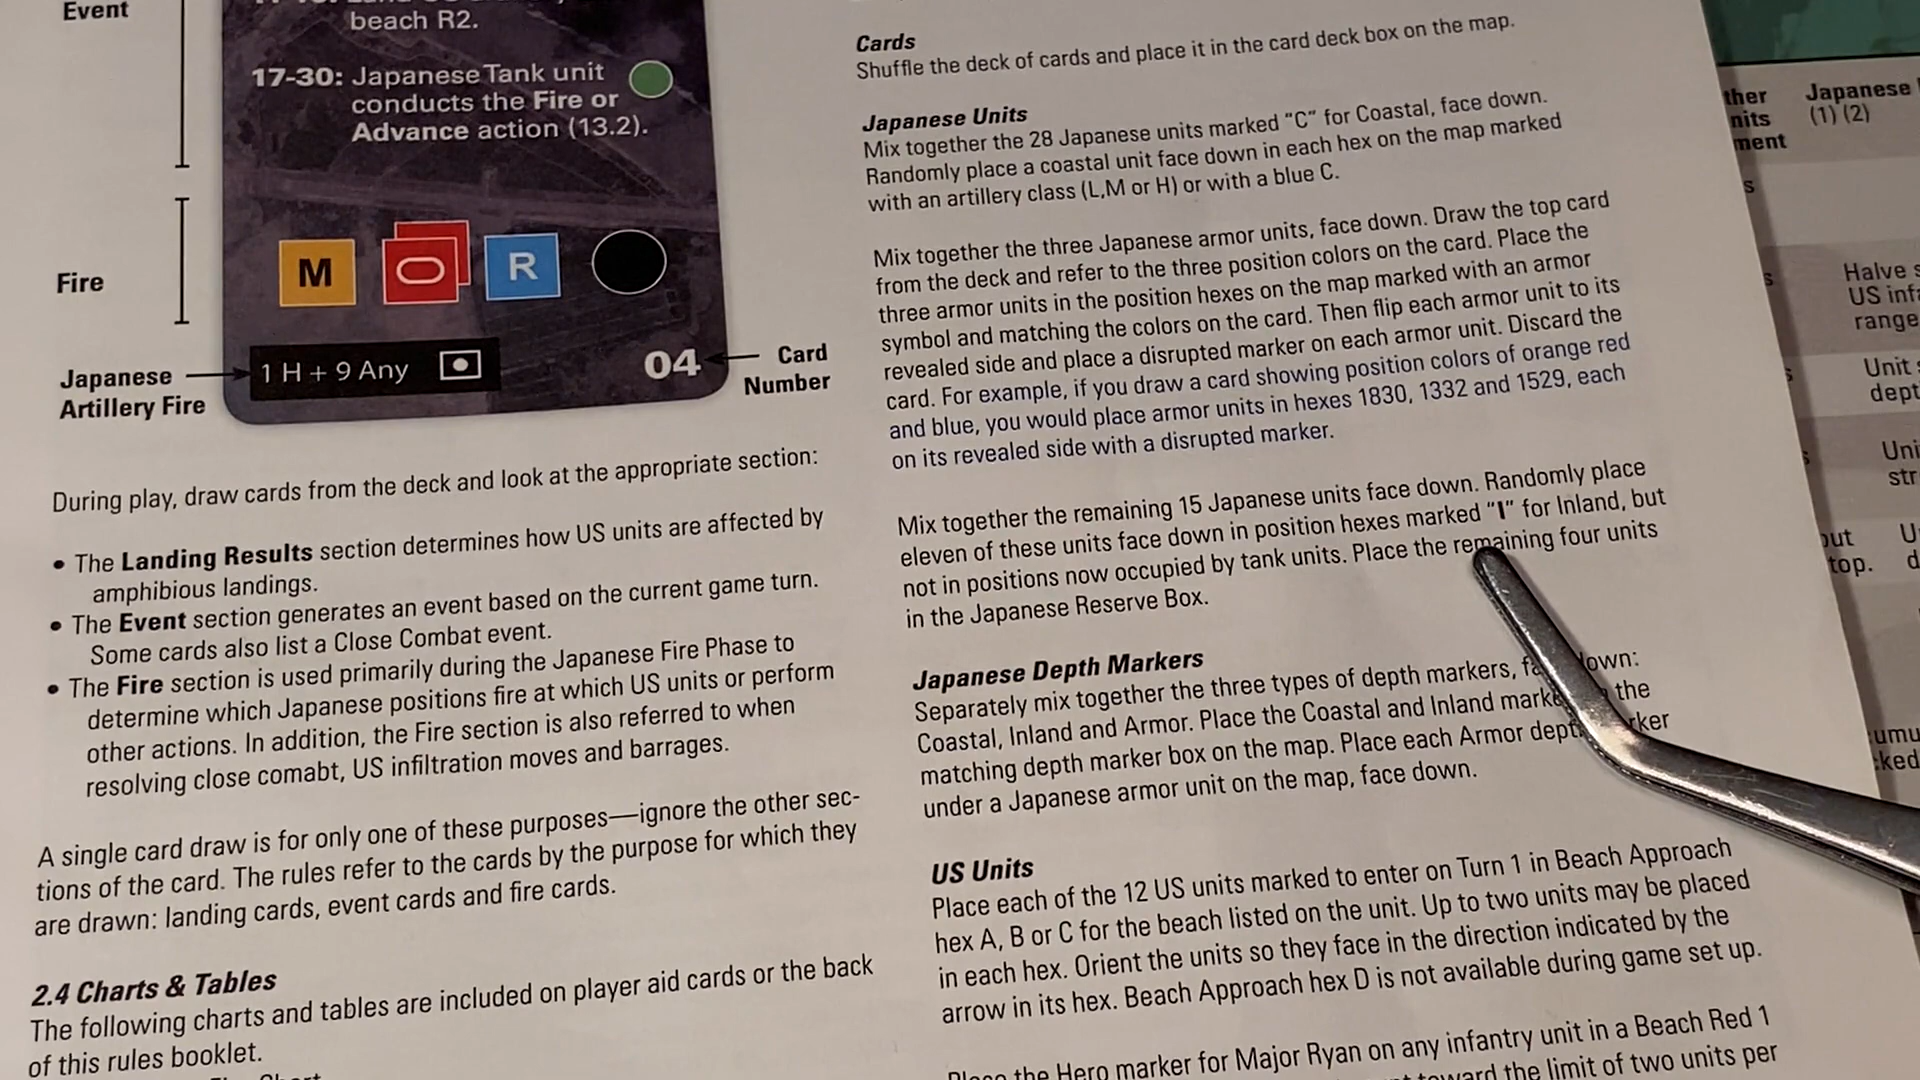 Event
beach R2.
17-30: Japanese Tank unit
conducts the Fire or
Advance action (13.2).
Fire
M
R
Japanese
Artillery Fire
1 H + 9 Any
04
Card
Number
During play, draw cards from the deck and look at the appropriate section:
• The Landing Results section determines how US units are affected by
amphibious landings.
• The Event section generates an event based on the current game turn.
Some cards also list a Close Combat event.
• The Fire section is used primarily during the Japanese Fire Phase to
determine which Japanese positions fire at which US units or perform
other actions. In addition, the Fire section is also referred to when
resolving close comabt, US infiltration moves and barrages.
A single card draw is for only one of these purposes—ignore the other sec-
tions of the card. The rules refer to the cards by the purpose for which they
are drawn: landing cards, event cards and fire cards.
2.4 Charts & Tables
The following charts and tables are included on player aid cards or the back
of this rules booklet.
Chart
Cards
Shuffle the deck of cards and place it in the card deck box on the map.
Japanese Units
Mix together the 28 Japanese units marked "C" for Coastal, face down.
Randomly place a coastal unit face down in each hex on the map marked
with an artillery class (L,M or H) or with a blue C.
Mix together the three Japanese armor units, face down. Draw the top card
from the deck and refer to the three position colors on the card. Place the
three armor units in the position hexes on the map marked with an armor
symbol and matching the colors on the card. Then flip each armor unit to its
revealed side and place a disrupted marker on each armor unit. Discard the
card. For example, if you draw a card showing position colors of orange red
and blue, you would place armor units in hexes 1830, 1332 and 1529, each
on its revealed side with a disrupted marker.
Mix together the remaining 15 Japanese units face down. Randomly place
eleven of these units face down in position hexes marked "I" for Inland, but
not in positions now occupied by tank units. Place the remaining four units
in the Japanese Reserve Box.
Japanese Depth Markers
Separately mix together the three types of depth markers, down:
Coastal, Inland and Armor. Place the Coastal and Inland the
matching depth marker box on the map. Place each Armor
under a Japanese armor unit on the map, face down.
US Units
Place each of the 12 US units marked to enter on Turn 1 in Beach Approach
hex A, B or C for the beach listed on the unit. Up to two units may be placed
in each hex. Orient the units so they face in the direction indicated by the
arrow in its hex. Beach Approach hex D is not available during game set up.
Place the Hero marker for Major Ryan on any infantry unit in a Beach Red 1
toward the limit of two units per
Japanese
(1) (2)
Halve
US
range
Unit